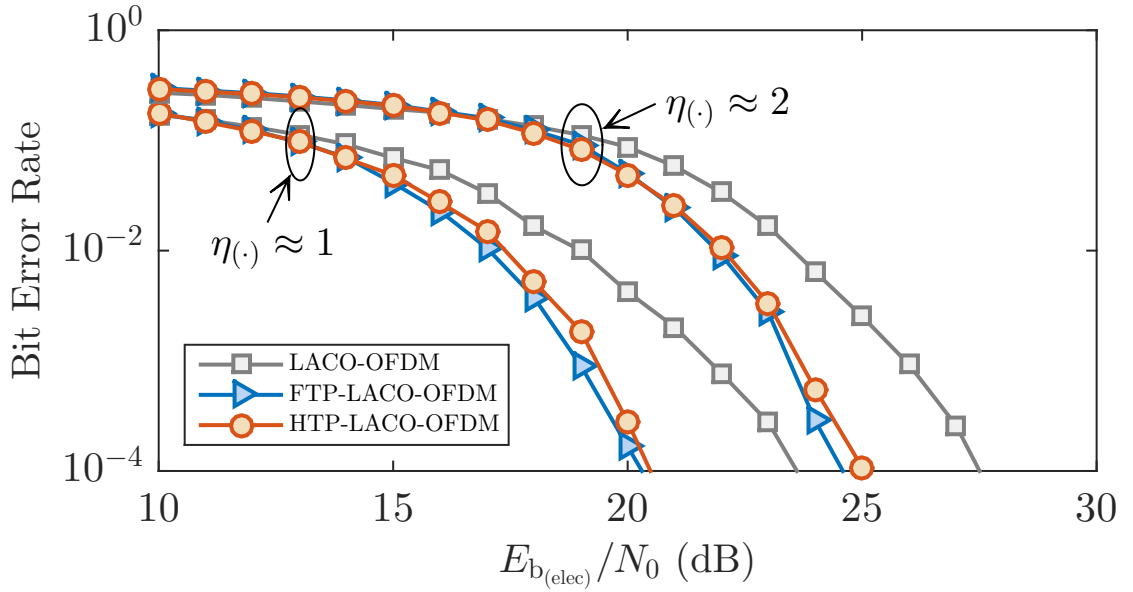 10^0
10^-2
10^-4
Bit Error Rate
η(·) ≈ 2
η(·) ≈ 1
LACO-OFDM
FTP-LACO-OFDM
HTP-LACO-OFDM
10 15 20 25 30
E_b(elec)/N_0 (dB)